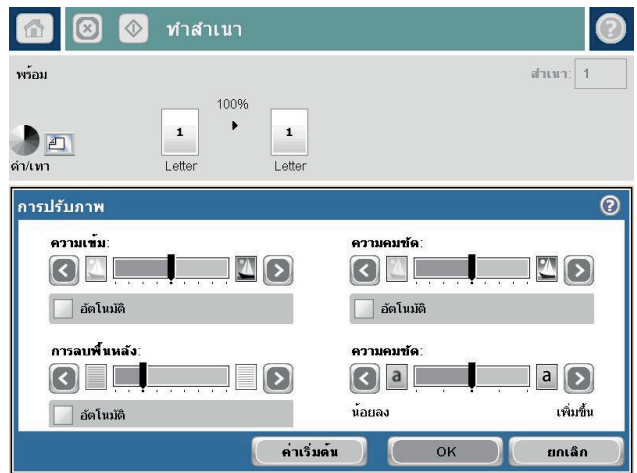 ทำสำเนา
พร้อม
สำเนา: 1
100%
1 1
ดำ/เทา Letter Letter
การปรับภาพ
ความเข้ม: ความคมชัด:
อัตโนมัติ อัตโนมัติ
การลบพื้นหลัง: ความคมชัด:
a a
อัตโนมัติ น้อยลง เพิ่มขึ้น
ค่าเริ่มต้น OK ยกเลิก